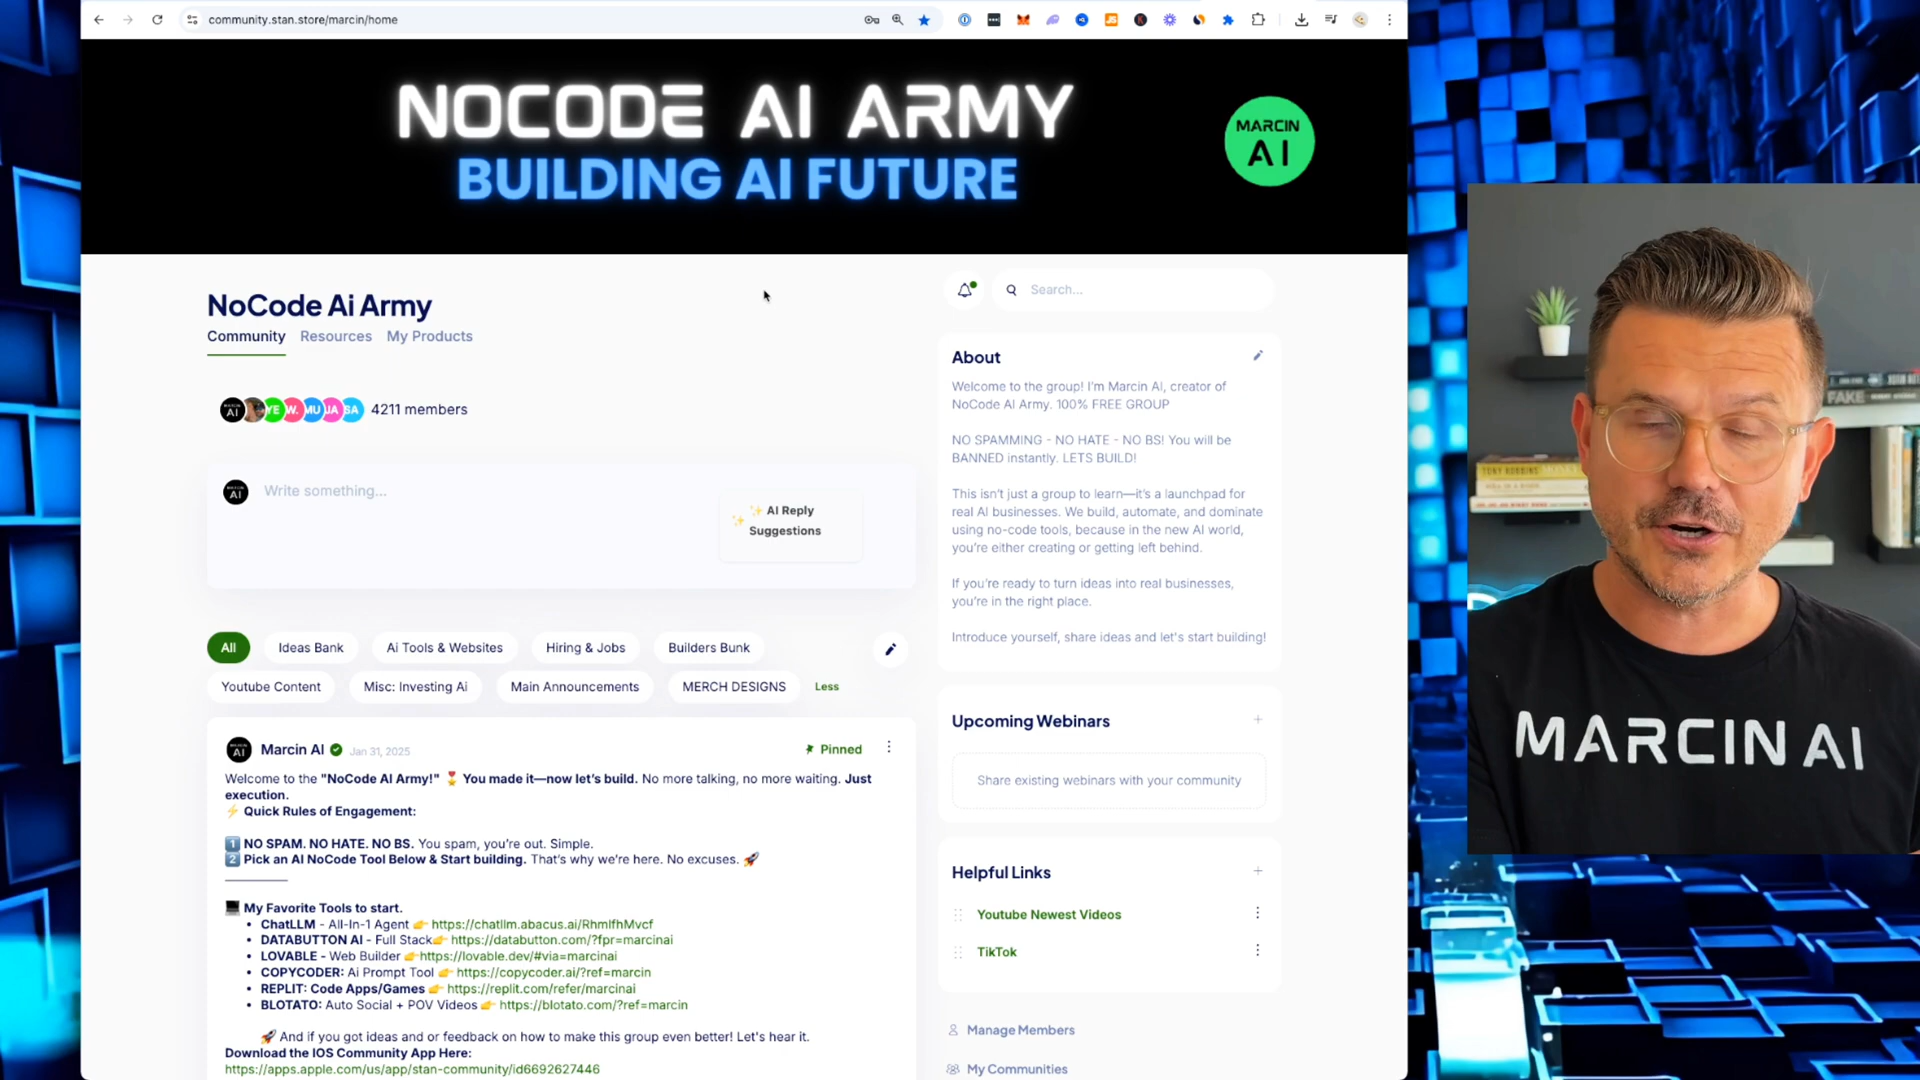 community.stan.store/marcin/home
NOCODE AI ARMY
BUILDING AI FUTURE
MARCIN
AI
NoCode Ai Army
Community Resources My Products
AI YE W. MU JA SA 4211 members
AI Write something...
✨ AI Reply
Suggestions
All Ideas Bank Ai Tools & Websites Hiring & Jobs Builders Bunk
Youtube Content Misc: Investing Ai Main Announcements MERCH DESIGNS Less
AI Marcin AI Jan 31, 2025 Pinned
Welcome to the "NoCode AI Army!" 🎖️ You made it—now let's build. No more talking, no more waiting. Just
execution.
⚡ Quick Rules of Engagement:
1️⃣ NO SPAM. NO HATE. NO BS. You spam, you're out. Simple.
2️⃣ Pick an AI NoCode Tool Below & Start building. That's why we're here. No excuses. 🚀
💻 My Favorite Tools to start.
• ChatLLM - All-In-1 Agent 👉 https://chatllm.abacus.ai/RhmIfhMvcf
• DATABUTTON AI - Full Stack👉 https://databutton.com/?fpr=marcinai
• LOVABLE - Web Builder 👉https://lovable.dev/#via=marcinai
• COPYCODER: Ai Prompt Tool 👉 https://copycoder.ai/?ref=marcin
• REPLIT: Code Apps/Games 👉 https://replit.com/refer/marcinai
• BLOTATO: Auto Social + POV Videos 👉 https://blotato.com/?ref=marcin
🚀 And if you got ideas and or feedback on how to make this group even better! Let's hear it.
Download the IOS Community App Here:
https://apps.apple.com/us/app/stan-community/id6692627446
Search...
About
Welcome to the group! I'm Marcin AI, creator of
NoCode AI Army. 100% FREE GROUP
NO SPAMMING - NO HATE - NO BS! You will be
BANNED instantly. LETS BUILD!
This isn't just a group to learn—it's a launchpad for
real AI businesses. We build, automate, and dominate
using no-code tools, because in the new AI world,
you're either creating or getting left behind.
If you're ready to turn ideas into real businesses,
you're in the right place.
Introduce yourself, share ideas and let's start building!
Upcoming Webinars
Share existing webinars with your community
Helpful Links
Youtube Newest Videos
TikTok
Manage Members
My Communities
FAKE
TONY ROBBINS
MARCIN AI